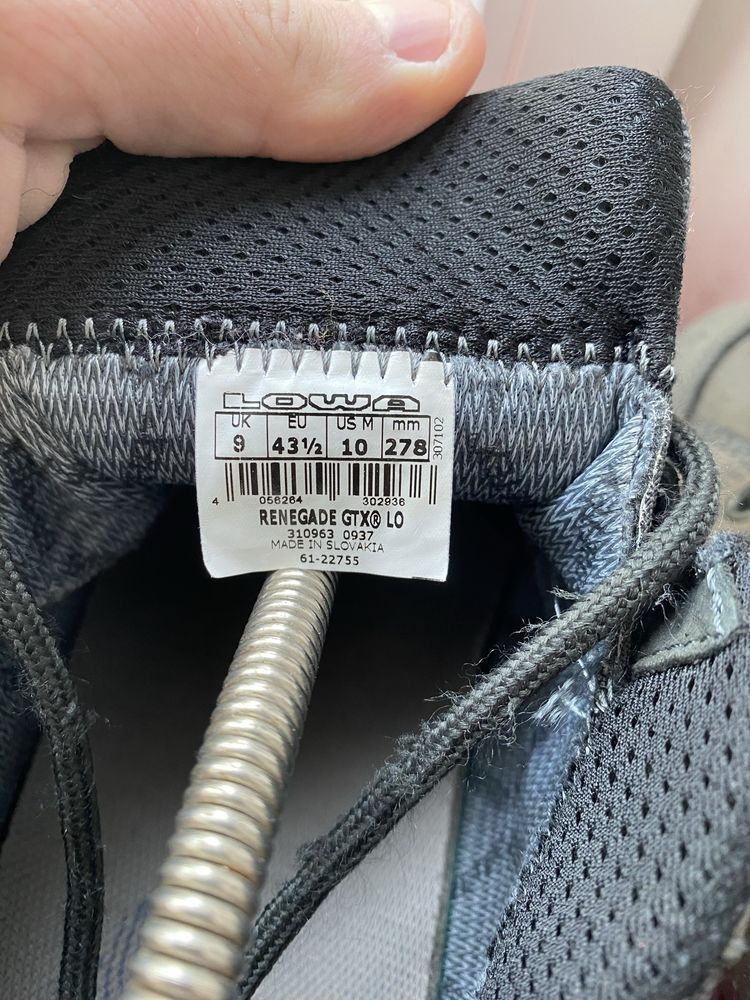 LOWA
UK EU US M mm
9 43½ 10 278
307102
4 056264 302936
RENEGADE GTX® LO
310963 0937
MADE IN SLOVAKIA
61-22755